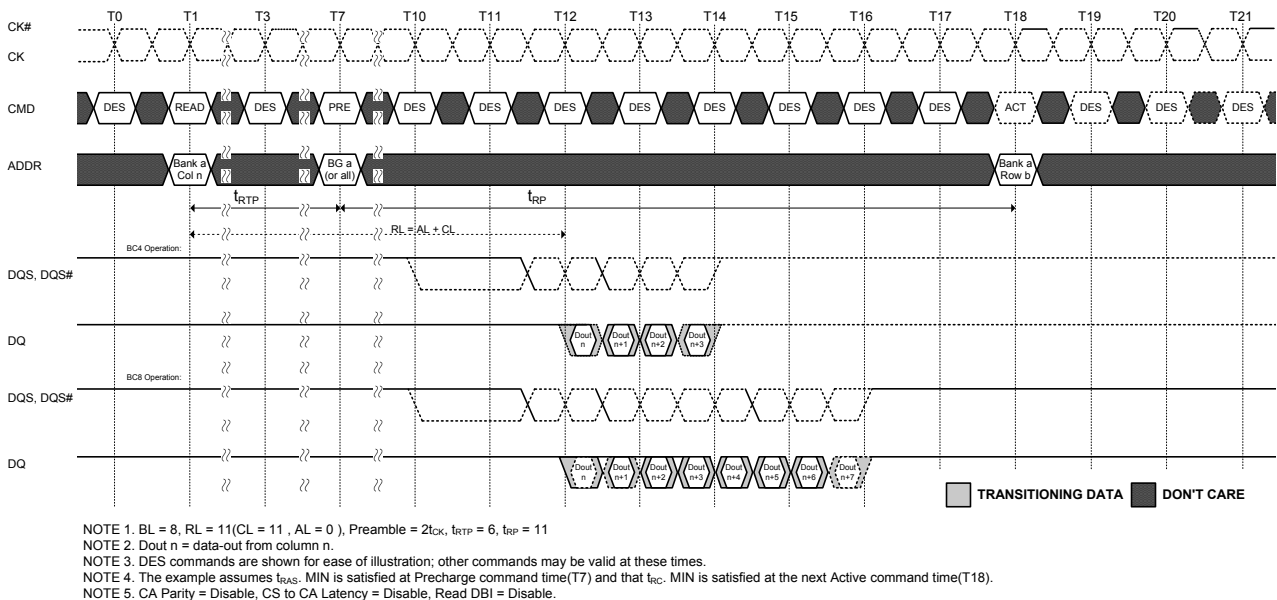 T0 T1 T3 T7 T10 T11 T12 T13 T14 T15 T16 T17 T18 T19 T20 T21
CK#
CK
CMD DES READ DES PRE DES DES DES DES DES DES DES DES ACT DES DES DES
ADDR
Bank a
Col n
BG a
(or all)
Bank a
Row b
tRTP tRP
RL = AL + CL
BC4 Operation:
DQS, DQS#
DQ
Dout
n
Dout
n+1
Dout
n+2
Dout
n+3
BC8 Operation:
DQS, DQS#
DQ
Dout
n
Dout
n+1
Dout
n+2
Dout
n+3
Dout
n+4
Dout
n+5
Dout
n+6
Dout
n+7
TRANSITIONING DATA DON'T CARE
NOTE 1. BL = 8, RL = 11(CL = 11 , AL = 0 ), Preamble = 2tCK, tRTP = 6, tRP = 11
NOTE 2. Dout n = data-out from column n.
NOTE 3. DES commands are shown for ease of illustration; other commands may be valid at these times.
NOTE 4. The example assumes tRAS. MIN is satisfied at Precharge command time(T7) and that tRC. MIN is satisfied at the next Active command time(T18).
NOTE 5. CA Parity = Disable, CS to CA Latency = Disable, Read DBI = Disable.